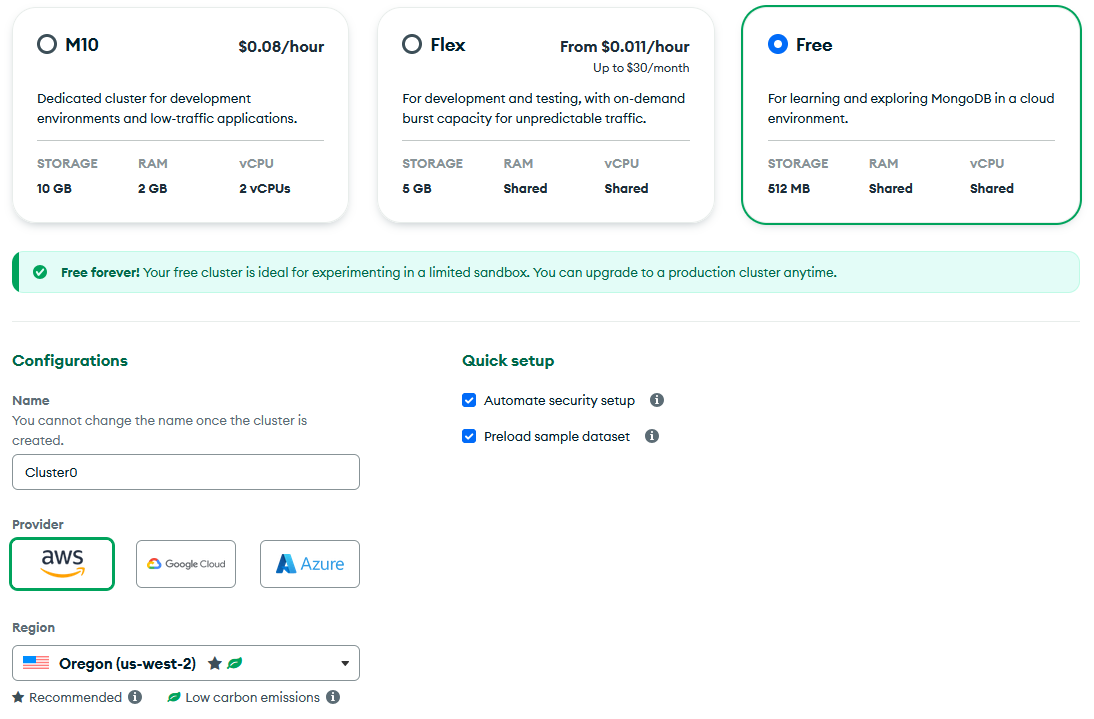 M10
$0.08/hour
Dedicated cluster for development
environments and low-traffic applications.
STORAGE RAM vCPU
10 GB 2 GB 2 vCPUs
Flex
From $0.011/hour
Up to $30/month
For development and testing, with on-demand
burst capacity for unpredictable traffic.
STORAGE RAM vCPU
5 GB Shared Shared
Free
For learning and exploring MongoDB in a cloud
environment.
STORAGE RAM vCPU
512 MB Shared Shared
Free forever! Your free cluster is ideal for experimenting in a limited sandbox. You can upgrade to a production cluster anytime.
Configurations
Name
You cannot change the name once the cluster is
created.
Cluster0
Provider
aws
Google Cloud
Azure
Region
Oregon (us-west-2)
Recommended
Low carbon emissions
Quick setup
Automate security setup
Preload sample dataset